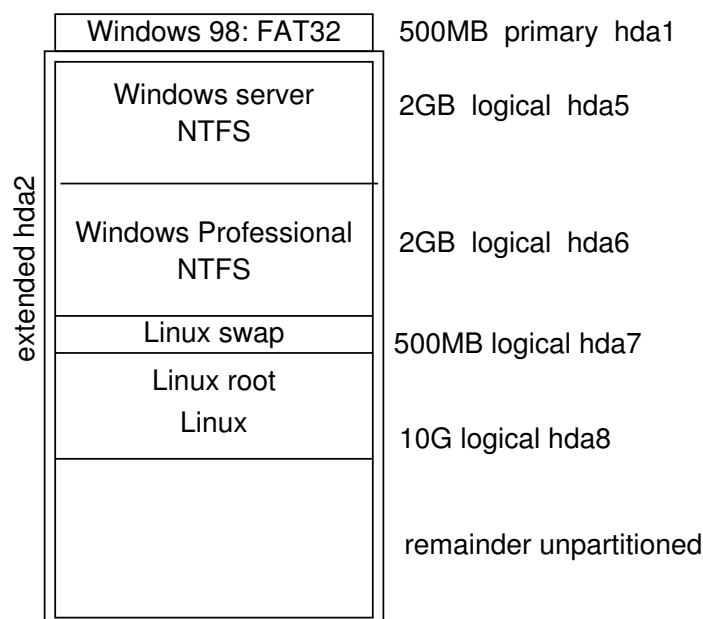 Windows 98: FAT32 500MB primary hda1
extended hda2
Windows server
NTFS
2GB logical hda5
Windows Professional
NTFS
2GB logical hda6
Linux swap
500MB logical hda7
Linux root
Linux
10G logical hda8
remainder unpartitioned